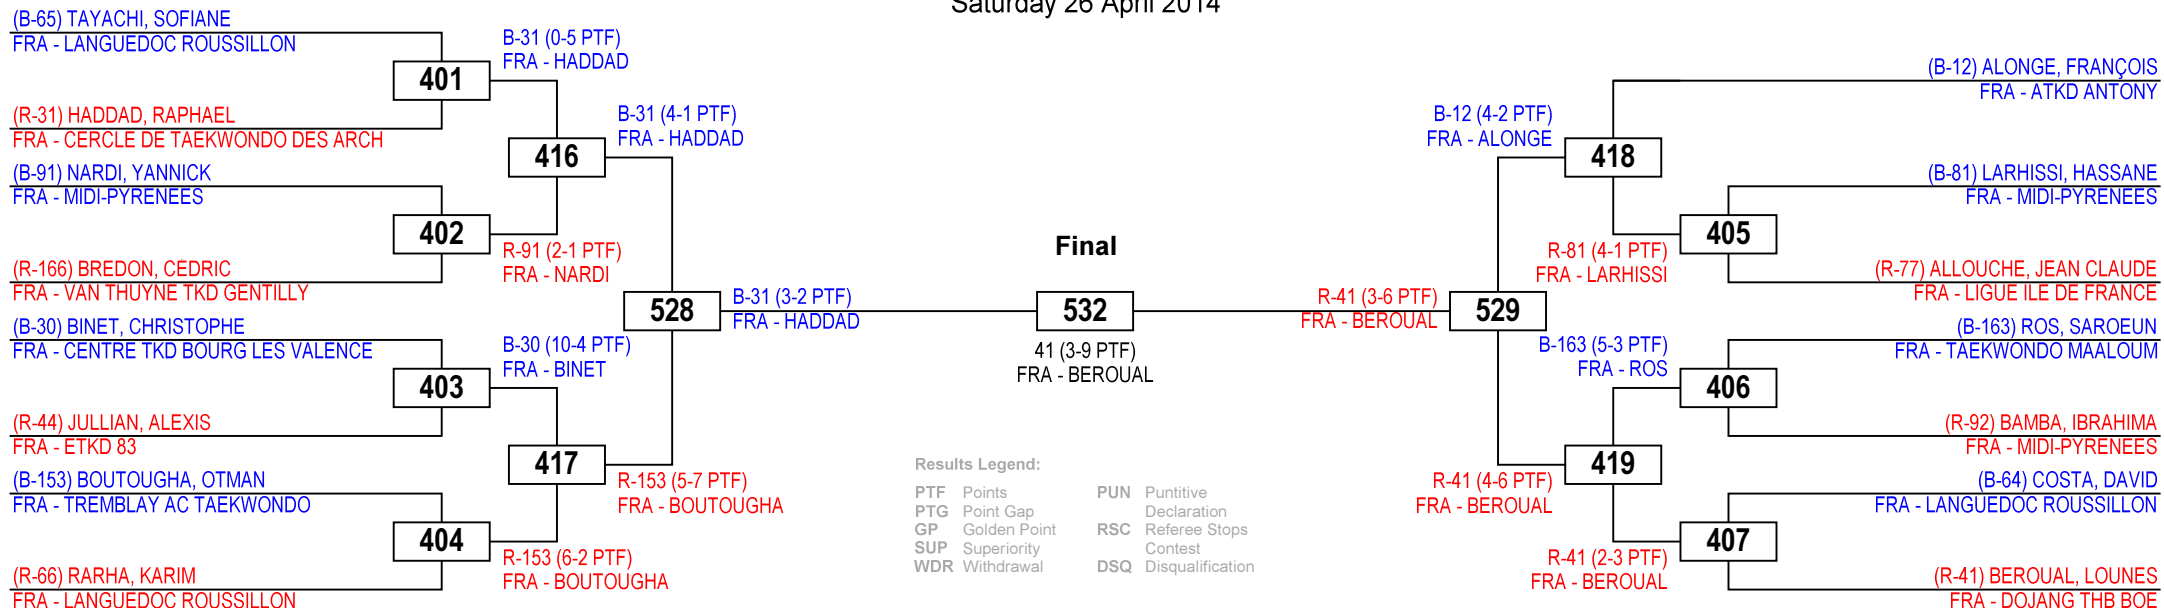 Saturday 26 April 2014
(B-65) TAYACHI, SOFIANE
FRA - LANGUEDOC ROUSSILLON
401
(R-31) HADDAD, RAPHAEL
FRA - CERCLE DE TAEKWONDO DES ARCH
(B-91) NARDI, YANNICK
FRA - MIDI-PYRENEES
402
(R-166) BREDON, CEDRIC
FRA - VAN THUYNE TKD GENTILLY
(B-30) BINET, CHRISTOPHE
FRA - CENTRE TKD BOURG LES VALENCE
403
(R-44) JULLIAN, ALEXIS
FRA - ETKD 83
(B-153) BOUTOUGHA, OTMAN
FRA - TREMBLAY AC TAEKWONDO
404
(R-66) RARHA, KARIM
FRA - LANGUEDOC ROUSSILLON
B-31 (0-5 PTF)
FRA - HADDAD
416
R-91 (2-1 PTF)
FRA - NARDI
B-30 (10-4 PTF)
FRA - BINET
417
R-153 (6-2 PTF)
FRA - BOUTOUGHA
B-31 (4-1 PTF)
FRA - HADDAD
528
R-153 (5-7 PTF)
FRA - BOUTOUGHA
B-31 (3-2 PTF)
FRA - HADDAD
Final
532
41 (3-9 PTF)
FRA - BEROUAL
R-41 (3-6 PTF)
FRA - BEROUAL
B-12 (4-2 PTF)
FRA - ALONGE
529
R-41 (4-6 PTF)
FRA - BEROUAL
418
R-81 (4-1 PTF)
FRA - LARHISSI
B-163 (5-3 PTF)
FRA - ROS
419
R-41 (2-3 PTF)
FRA - BEROUAL
(B-12) ALONGE, FRANÇOIS
FRA - ATKD ANTONY
(B-81) LARHISSI, HASSANE
FRA - MIDI-PYRENEES
405
(R-77) ALLOUCHE, JEAN CLAUDE
FRA - LIGUE ILE DE FRANCE
(B-163) ROS, SAROEUN
FRA - TAEKWONDO MAALOUM
406
(R-92) BAMBA, IBRAHIMA
FRA - MIDI-PYRENEES
(B-64) COSTA, DAVID
FRA - LANGUEDOC ROUSSILLON
407
(R-41) BEROUAL, LOUNES
FRA - DOJANG THB BOE
Results Legend:
PTF Points
PTG Point Gap
GP Golden Point
SUP Superiority
WDR Withdrawal
PUN Puntitive
Declaration
RSC Referee Stops
Contest
DSQ Disqualification